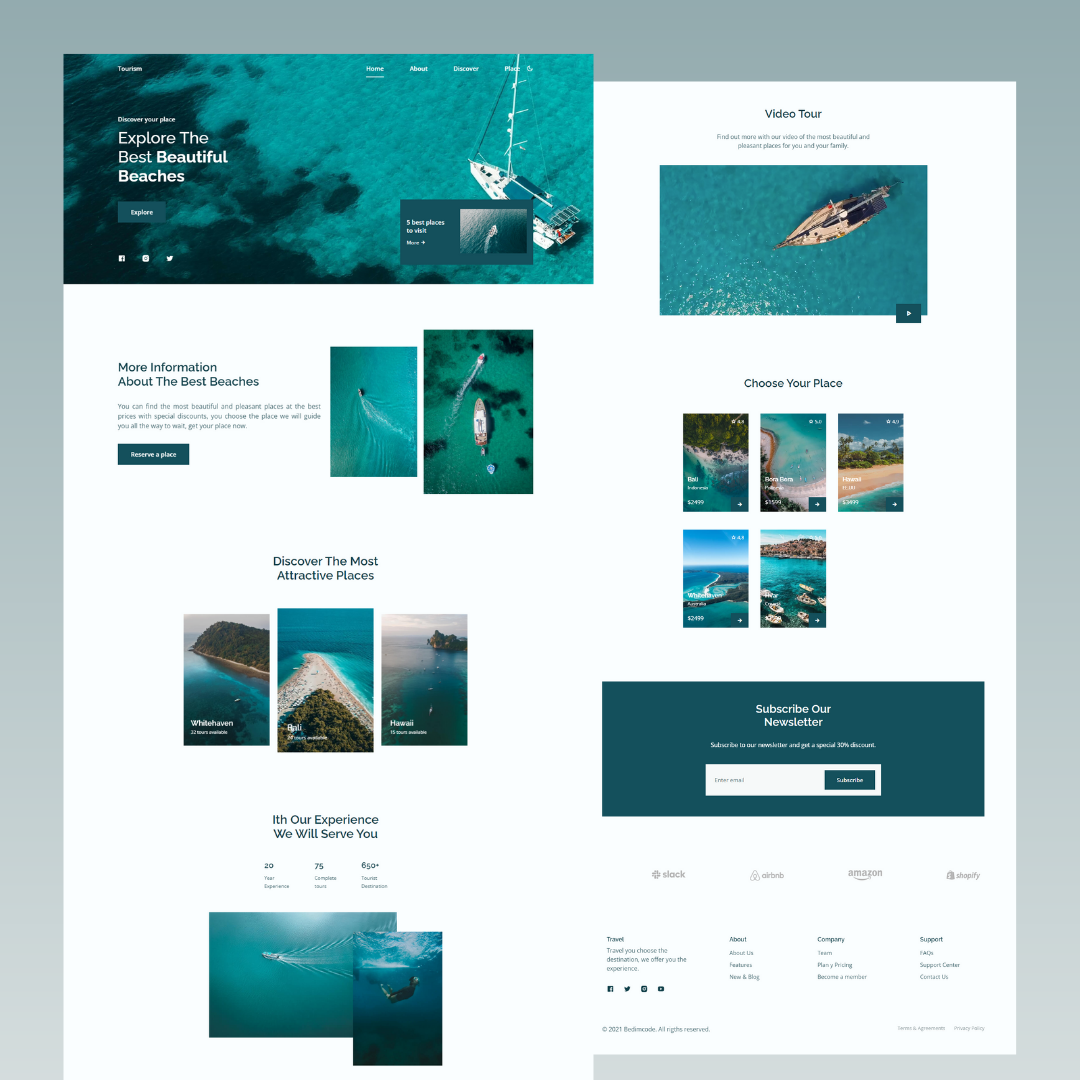 Tourism
Home
About
Discover
Place
Discover your place
Explore The
Best Beautiful
Beaches
Explore
5 best places
to visit
More
More Information
About The Best Beaches
You can find the most beautiful and pleasant places at the best
prices with special discounts, you choose the place we will guide
you all the way to wait, get your place now.
Reserve a place
Discover The Most
Attractive Places
Whitehaven
22 tours available
Bali
tours available
Hawaii
15 tours available
Ith Our Experience
We Will Serve You
20
Year
Experience
75
Complete
tours
650+
Tourist
Destination
Video Tour
Find out more with our video of the most beautiful and
pleasant places for you and your family.
Choose Your Place
4,8
Bali
Indonesia
$2499
5,0
Bora Bora
Polinesia
$1599
4,9
Hawaii
EE.UU
$3499
4,8
Whitehaven
Australia
$2499
Hvar
Croacia
Subscribe Our
Newsletter
Subscribe to our newsletter and get a special 30% discount.
Enter email
Subscribe
slack
airbnb
amazon
shopify
Travel
Travel you choose the
destination, we offer you the
experience.
About
About Us
Features
New & Blog
Company
Team
Plan y Pricing
Become a member
Support
FAQs
Support Center
Contact Us
© 2021 Bedimcode. All rigths reserved.
Terms & Agreements
Privacy Policy